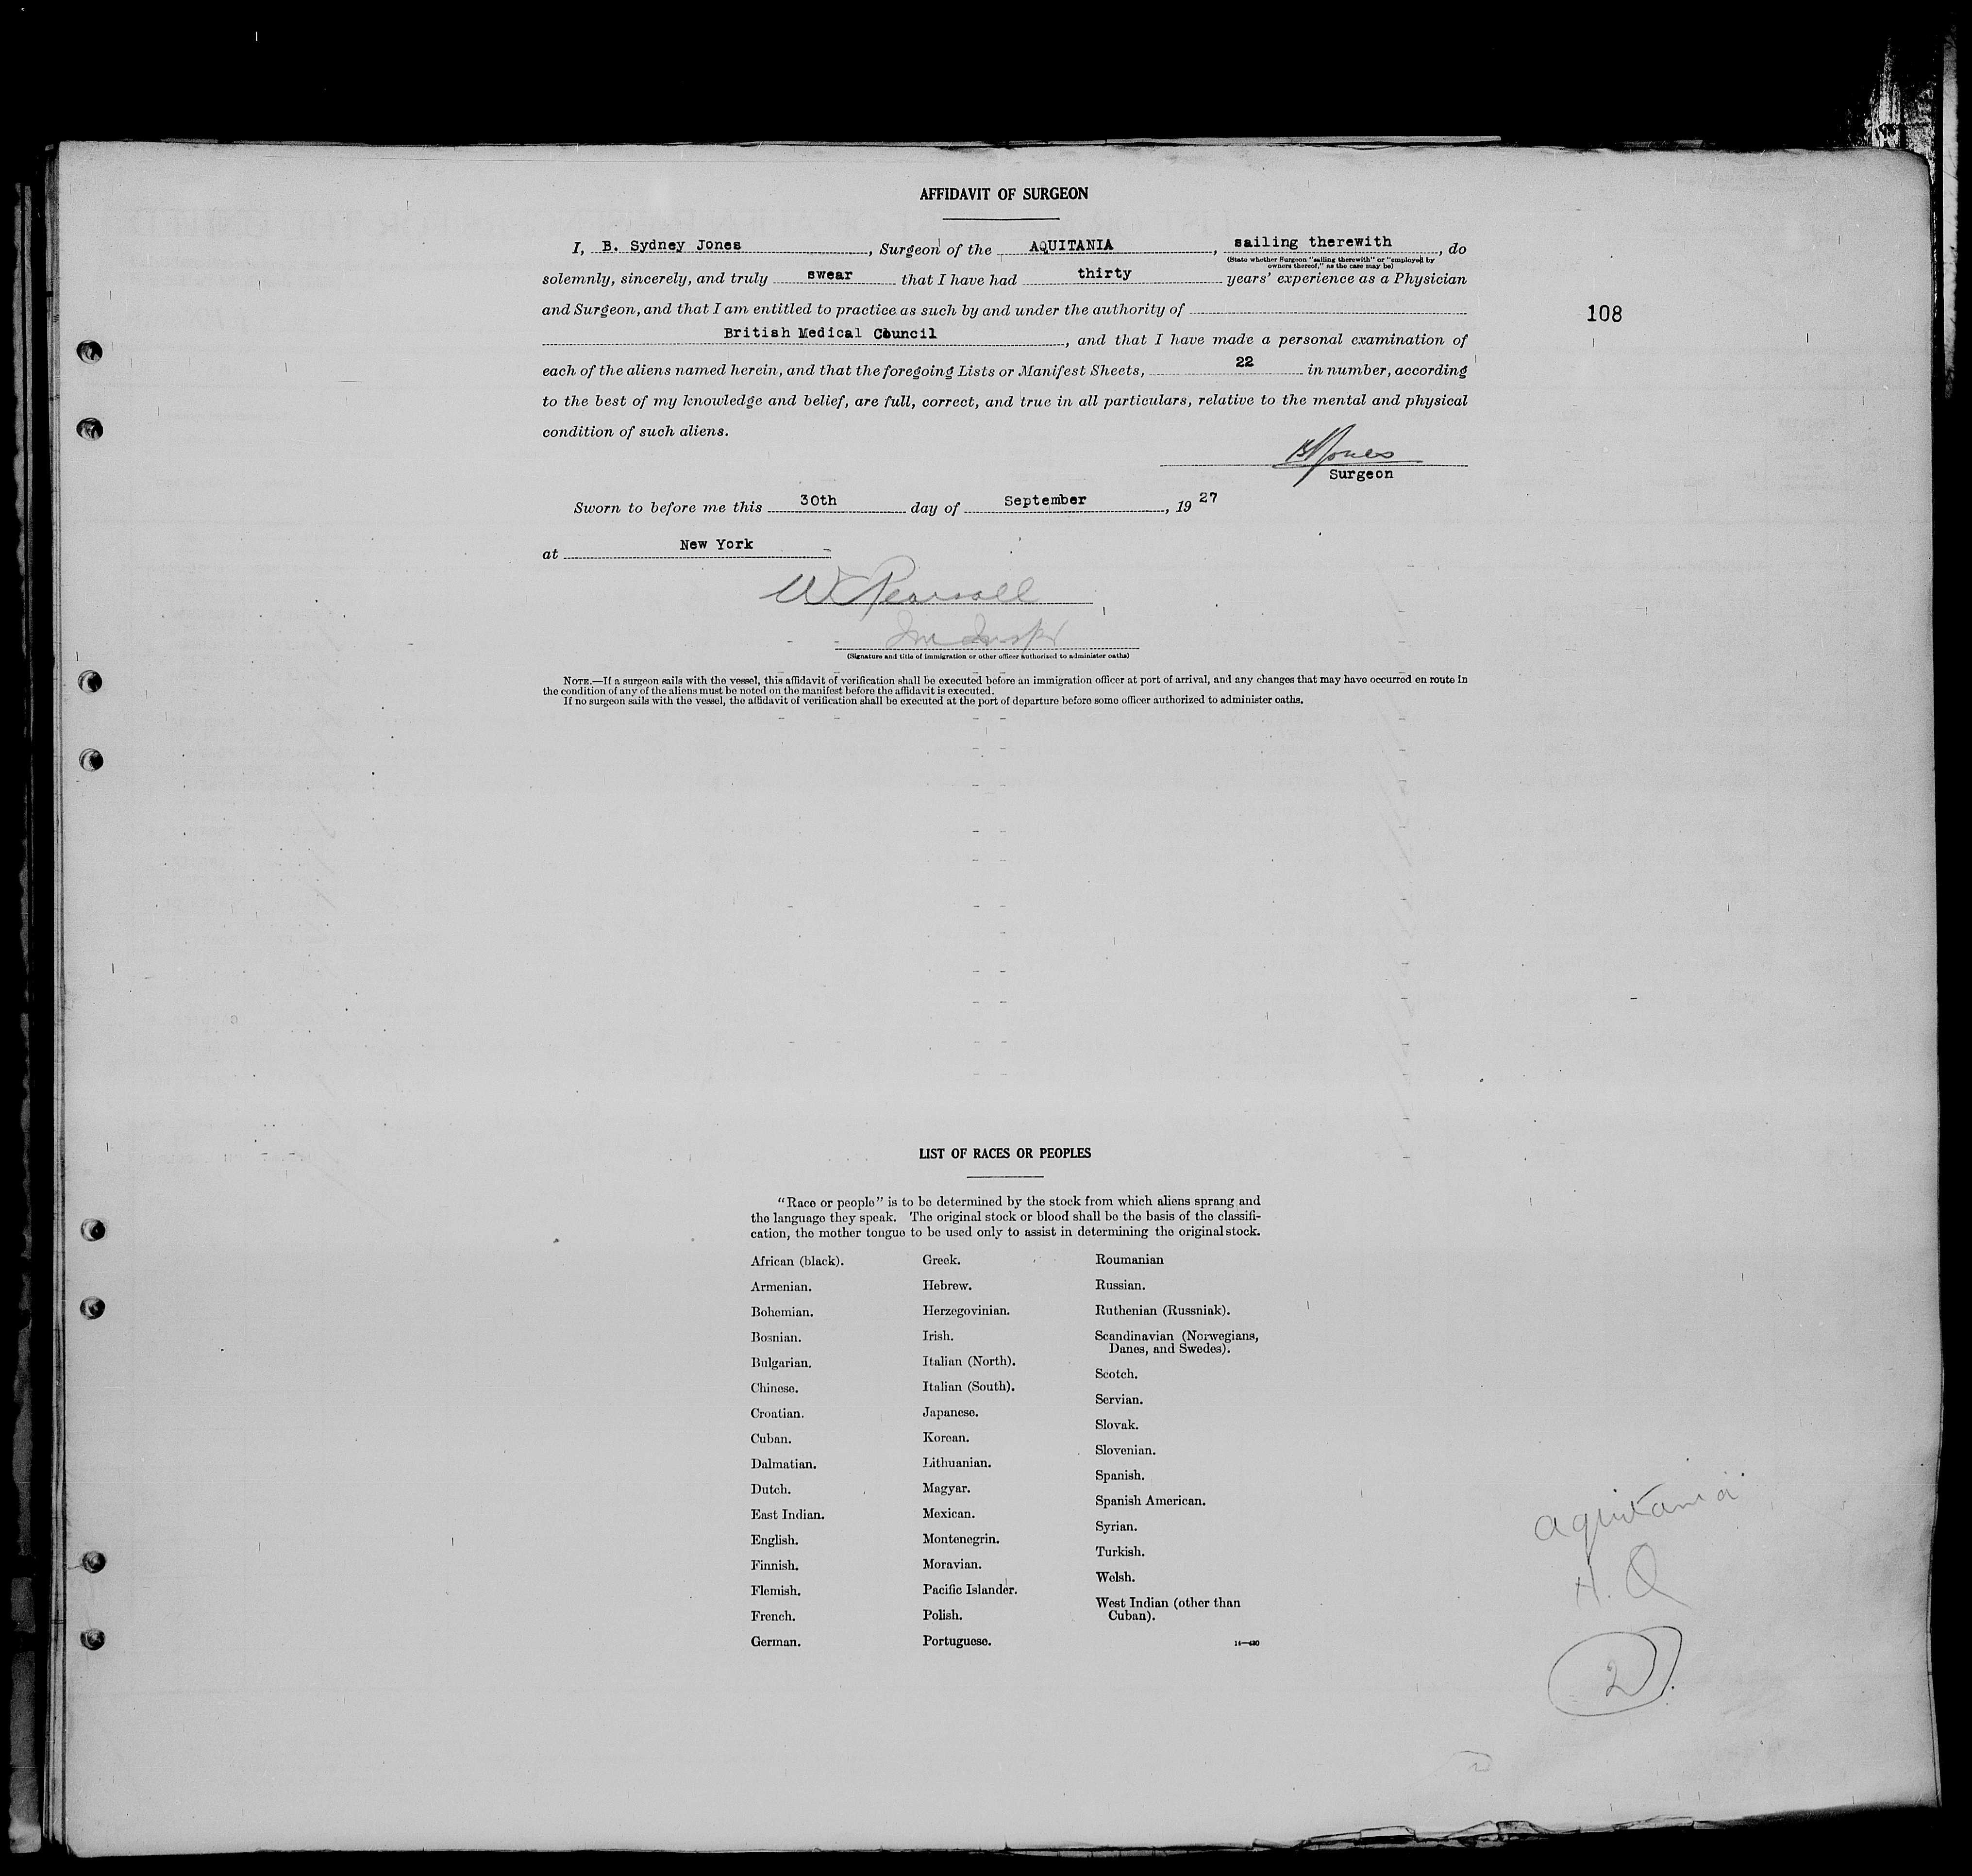 AFFIDAVIT OF SURGEON
I, B. Sydney Jones, Surgeon of the AQUITANIA, sailing therewith, do
(State whether Surgeon "sailing therewith" or "employed by
owners thereof," as the case may be)
solemnly, sincerely, and truly swear that I have had thirty years' experience as a Physician
and Surgeon, and that I am entitled to practice as such by and under the authority of
108
British Medical Council, and that I have made a personal examination of
each of the aliens named herein, and that the foregoing Lists or Manifest Sheets, 22 in number, according
to the best of my knowledge and belief, are full, correct, and true in all particulars, relative to the mental and physical
condition of such aliens.
BSJones
Surgeon
Sworn to before me this 30th day of September, 1927
at New York
W Pearsall
Im Inspr
(Signature and title of immigration or other officer authorized to administer oaths)
NOTE.—If a surgeon sails with the vessel, this affidavit of verification shall be executed before an immigration officer at port of arrival, and any changes that may have occurred en route in
the condition of any of the aliens must be noted on the manifest before the affidavit is executed.
If no surgeon sails with the vessel, the affidavit of verification shall be executed at the port of departure before some officer authorized to administer oaths.
LIST OF RACES OR PEOPLES
"Race or people" is to be determined by the stock from which aliens sprang and
the language they speak. The original stock or blood shall be the basis of the classifi-
cation, the mother tongue to be used only to assist in determining the original stock.
African (black).
Armenian.
Bohemian.
Bosnian.
Bulgarian.
Chinese.
Croatian.
Cuban.
Dalmatian.
Dutch.
East Indian.
English.
Finnish.
Flemish.
French.
German.
Greek.
Hebrew.
Herzegovinian.
Irish.
Italian (North).
Italian (South).
Japanese.
Korean.
Lithuanian.
Magyar.
Mexican.
Montenegrin.
Moravian.
Pacific Islander.
Polish.
Portuguese.
Roumanian
Russian.
Ruthenian (Russniak).
Scandinavian (Norwegians,
Danes, and Swedes).
Scotch.
Servian.
Slovak.
Slovenian.
Spanish.
Spanish American.
Syrian.
Turkish.
Welsh.
West Indian (other than
Cuban).
14—430
Aquitania
H. Q
2